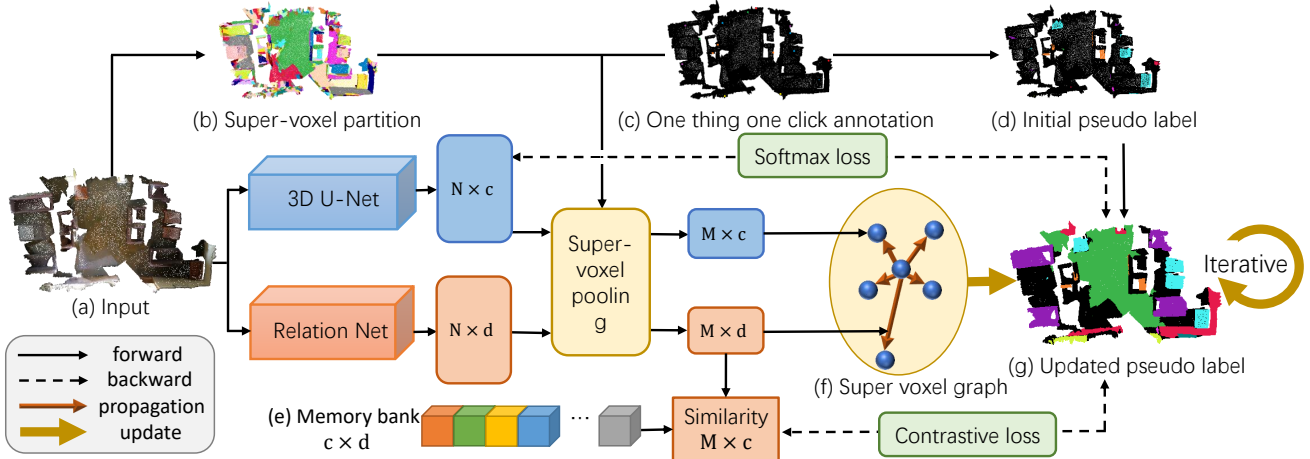 (b) Super-voxel partition
(c) One thing one click annotation
(d) Initial pseudo label
Softmax loss
3D U-Net
N × c
Super-
voxel
poolin
g
M × c
Iterative
(a) Input
Relation Net
N × d
M × d
(f) Super voxel graph
(g) Updated pseudo label
forward
backward
propagation
update
(e) Memory bank
c × d
...
Similarity
M × c
Contrastive loss